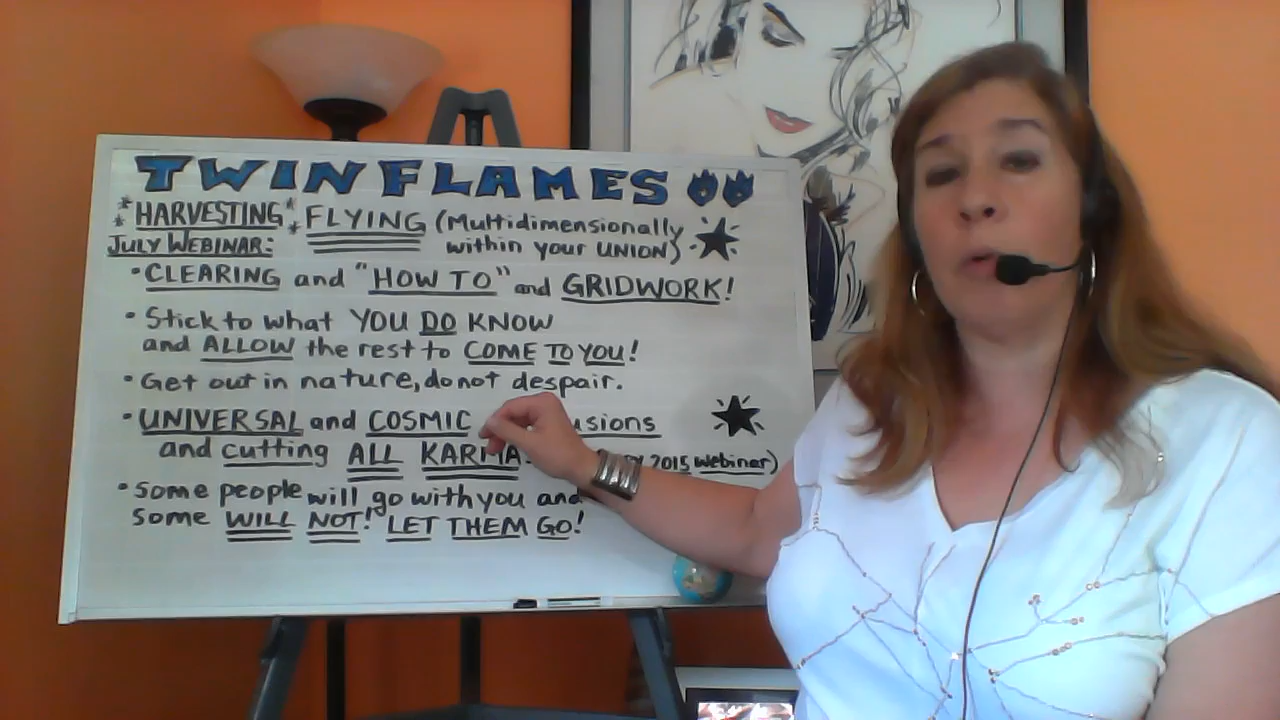 TWIN FLAMES
*HARVESTING* FLYING (Multidimensionally
JULY WEBINAR: within your UNION)
• CLEARING and "HOW TO" and GRIDWORK!
• Stick to what YOU DO KNOW
and ALLOW the rest to COME TO YOU!
• Get out in nature, do not despair.
• UNIVERSAL and COSMIC usions
and cutting ALL KARMA. 2015 webinar)
• Some people will go with you and
some WILL NOT! LET THEM GO!